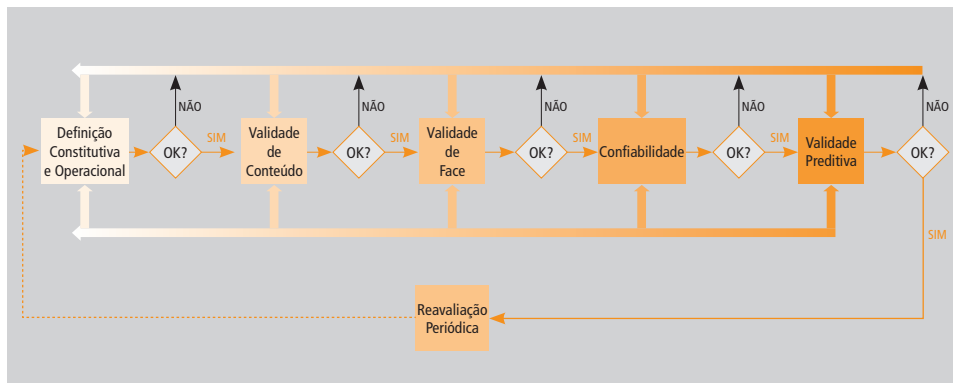 NÃO
NÃO
NÃO
NÃO
NÃO
Definição
Constitutiva
e Operacional
OK?
SIM
Validade
de
Conteúdo
OK?
SIM
Validade
de
Face
OK?
SIM
Confiabilidade
OK?
SIM
Validade
Preditiva
OK?
SIM
Reavaliação
Periódica